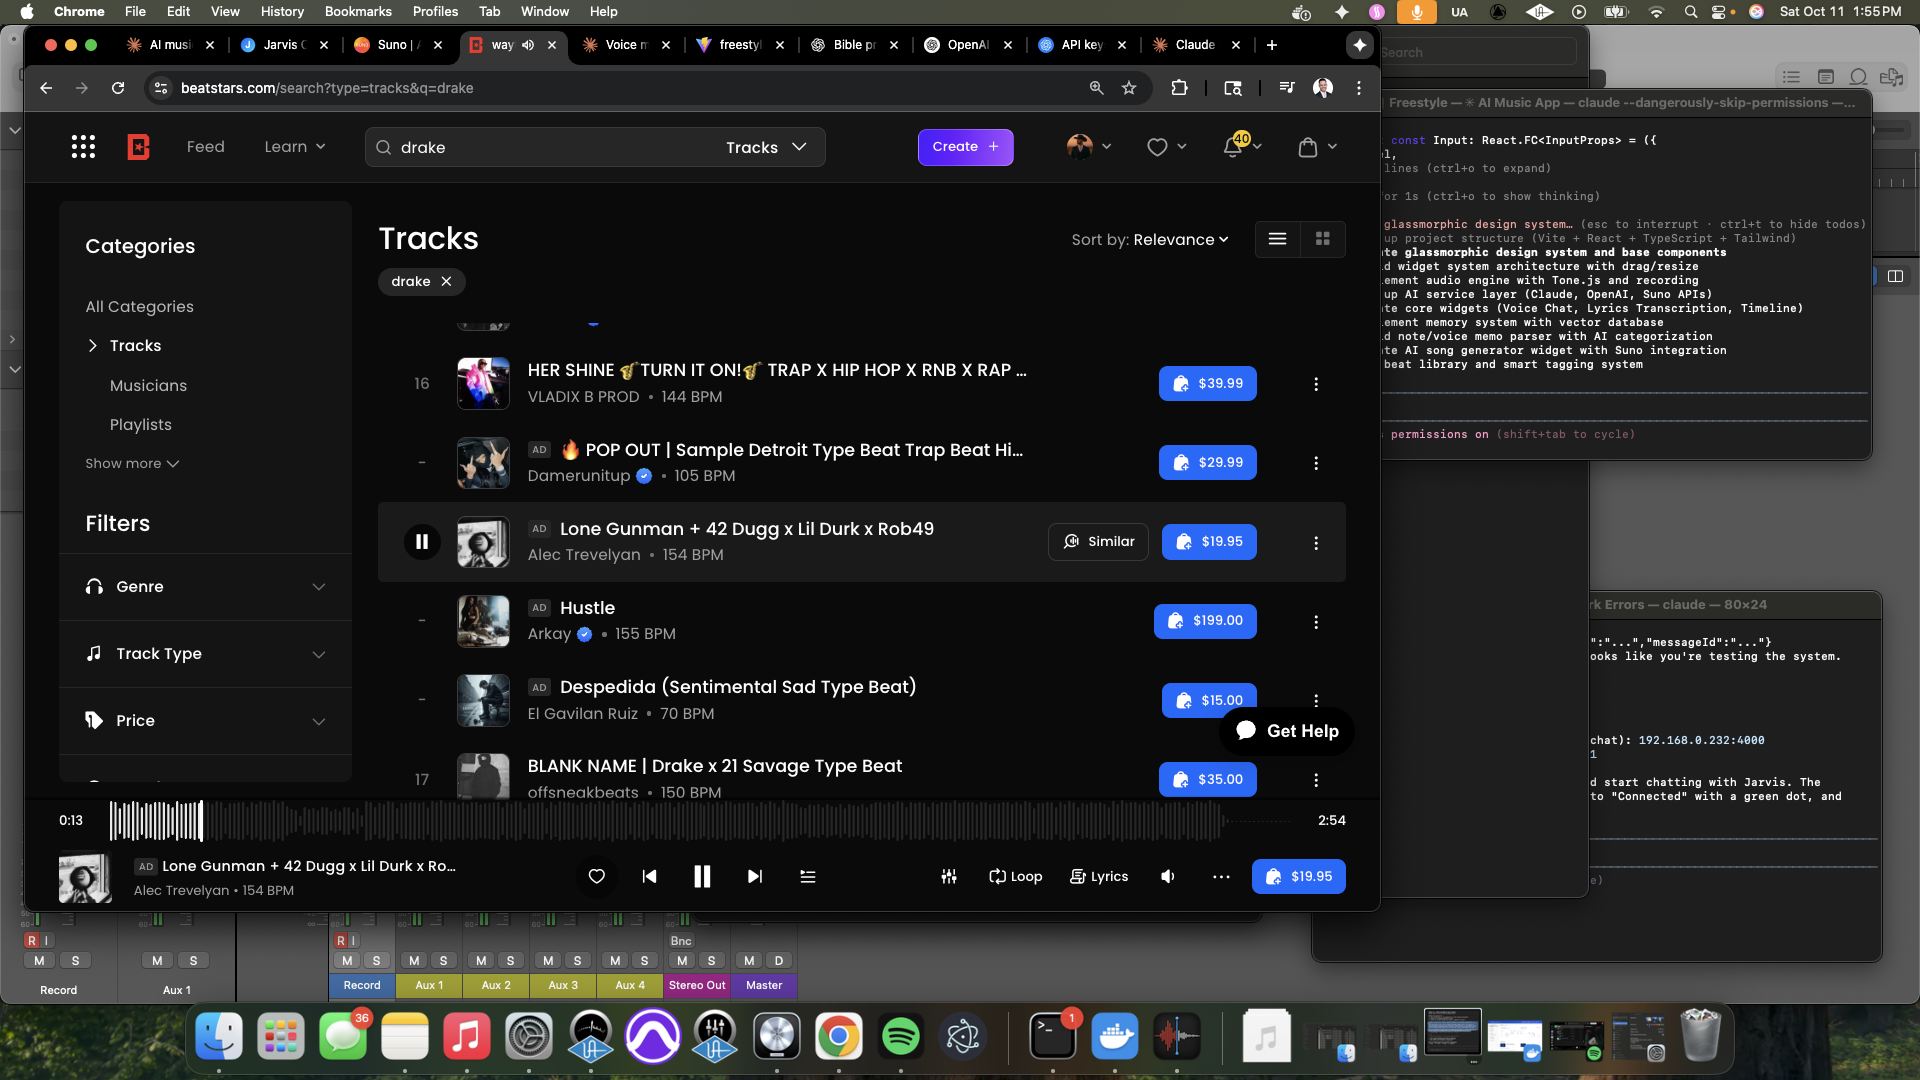 Chrome File Edit View History Bookmarks Profiles Tab Window Help
UA Sat Oct 11 1:55 PM
AI musi
Jarvis C
Suno | A
way
Voice m
freestyl
Bible pr
OpenAI
API key
Claude
beatstars.com/search?type=tracks&q=drake
Feed
Learn
drake
Tracks
Create +
40
Categories
All Categories
Tracks
Musicians
Playlists
Show more
Filters
Genre
Track Type
Price
Tracks
Sort by: Relevance
drake
16
HER SHINE 🎷TURN IT ON!🎷 TRAP X HIP HOP X RNB X RAP ...
VLADIX B PROD • 144 BPM
$39.99
-
AD 🔥 POP OUT | Sample Detroit Type Beat Trap Beat Hi...
Damerunitup • 105 BPM
$29.99
AD Lone Gunman + 42 Dugg x Lil Durk x Rob49
Alec Trevelyan • 154 BPM
Similar
$19.95
-
AD Hustle
Arkay • 155 BPM
$199.00
-
AD Despedida (Sentimental Sad Type Beat)
El Gavilan Ruiz • 70 BPM
$15.00
Get Help
17
BLANK NAME | Drake x 21 Savage Type Beat
offsneakbeats • 150 BPM
$35.00
0:13
2:54
AD Lone Gunman + 42 Dugg x Lil Durk x Ro...
Alec Trevelyan • 154 BPM
Loop
Lyrics
$19.95
Search
Freestyle — ✳ AI Music App — claude --dangerously-skip-permissions —...
const Input: React.FC<InputProps> = ({
l,
lines (ctrl+o to expand)
for 1s (ctrl+o to show thinking)
glassmorphic design system… (esc to interrupt · ctrl+t to hide todos)
up project structure (Vite + React + TypeScript + Tailwind)
ate glassmorphic design system and base components
d widget system architecture with drag/resize
lement audio engine with Tone.js and recording
up AI service layer (Claude, OpenAI, Suno APIs)
ate core widgets (Voice Chat, Lyrics Transcription, Timeline)
lement memory system with vector database
d note/voice memo parser with AI categorization
ate AI song generator widget with Suno integration
beat library and smart tagging system
permissions on (shift+tab to cycle)
rk Errors — claude — 80×24
":"...","messageId":"..."}
ooks like you're testing the system.
chat): 192.168.0.232:4000
1
d start chatting with Jarvis. The
to "Connected" with a green dot, and
e)
R I
M S
Record
M S
Aux 1
R I
M S
Record
M S
Aux 1
M S
Aux 2
M S
Aux 3
M S
Aux 4
Bnc
M S
Stereo Out
M D
Master
36
1